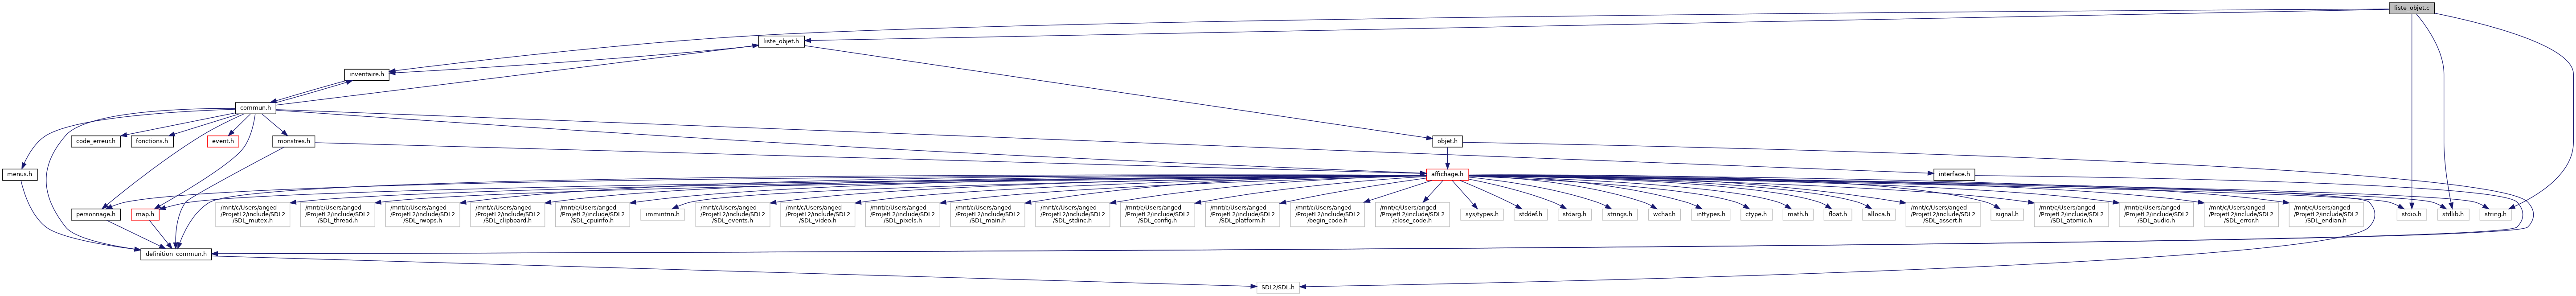 liste_objet.c
liste_objet.h
inventaire.h
commun.h
code_erreur.h
fonctions.h
event.h
monstres.h
objet.h
menus.h
affichage.h
interface.h
personnage.h
map.h
/mnt/c/Users/anged
/ProjetL2/include/SDL2
/SDL_mutex.h
/mnt/c/Users/anged
/ProjetL2/include/SDL2
/SDL_thread.h
/mnt/c/Users/anged
/ProjetL2/include/SDL2
/SDL_rwops.h
/mnt/c/Users/anged
/ProjetL2/include/SDL2
/SDL_clipboard.h
/mnt/c/Users/anged
/ProjetL2/include/SDL2
/SDL_cpuinfo.h
immintrin.h
/mnt/c/Users/anged
/ProjetL2/include/SDL2
/SDL_events.h
/mnt/c/Users/anged
/ProjetL2/include/SDL2
/SDL_video.h
/mnt/c/Users/anged
/ProjetL2/include/SDL2
/SDL_pixels.h
/mnt/c/Users/anged
/ProjetL2/include/SDL2
/SDL_main.h
/mnt/c/Users/anged
/ProjetL2/include/SDL2
/SDL_stdinc.h
/mnt/c/Users/anged
/ProjetL2/include/SDL2
/SDL_config.h
/mnt/c/Users/anged
/ProjetL2/include/SDL2
/SDL_platform.h
/mnt/c/Users/anged
/ProjetL2/include/SDL2
/begin_code.h
/mnt/c/Users/anged
/ProjetL2/include/SDL2
/close_code.h
sys/types.h
stddef.h
stdarg.h
strings.h
wchar.h
inttypes.h
ctype.h
math.h
float.h
alloca.h
/mnt/c/Users/anged
/ProjetL2/include/SDL2
/SDL_assert.h
signal.h
/mnt/c/Users/anged
/ProjetL2/include/SDL2
/SDL_atomic.h
/mnt/c/Users/anged
/ProjetL2/include/SDL2
/SDL_audio.h
/mnt/c/Users/anged
/ProjetL2/include/SDL2
/SDL_error.h
/mnt/c/Users/anged
/ProjetL2/include/SDL2
/SDL_endian.h
stdio.h
stdlib.h
string.h
definition_commun.h
SDL2/SDL.h